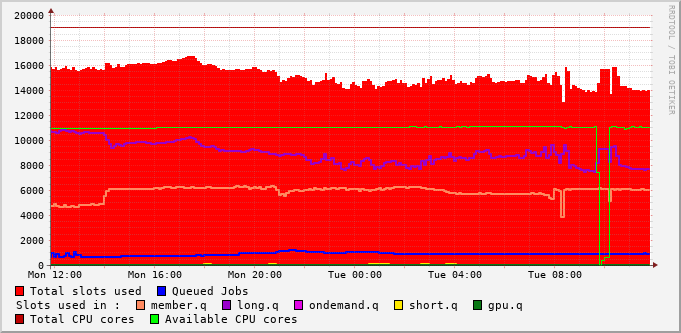 20000
18000
16000
14000
12000
10000
8000
6000
4000
2000
0
Mon 12:00 Mon 16:00 Mon 20:00 Tue 00:00 Tue 04:00 Tue 08:00
RRDTOOL / TOBI OETIKER
Total slots used Queued Jobs
Slots used in : member.q long.q ondemand.q short.q gpu.q
Total CPU cores Available CPU cores